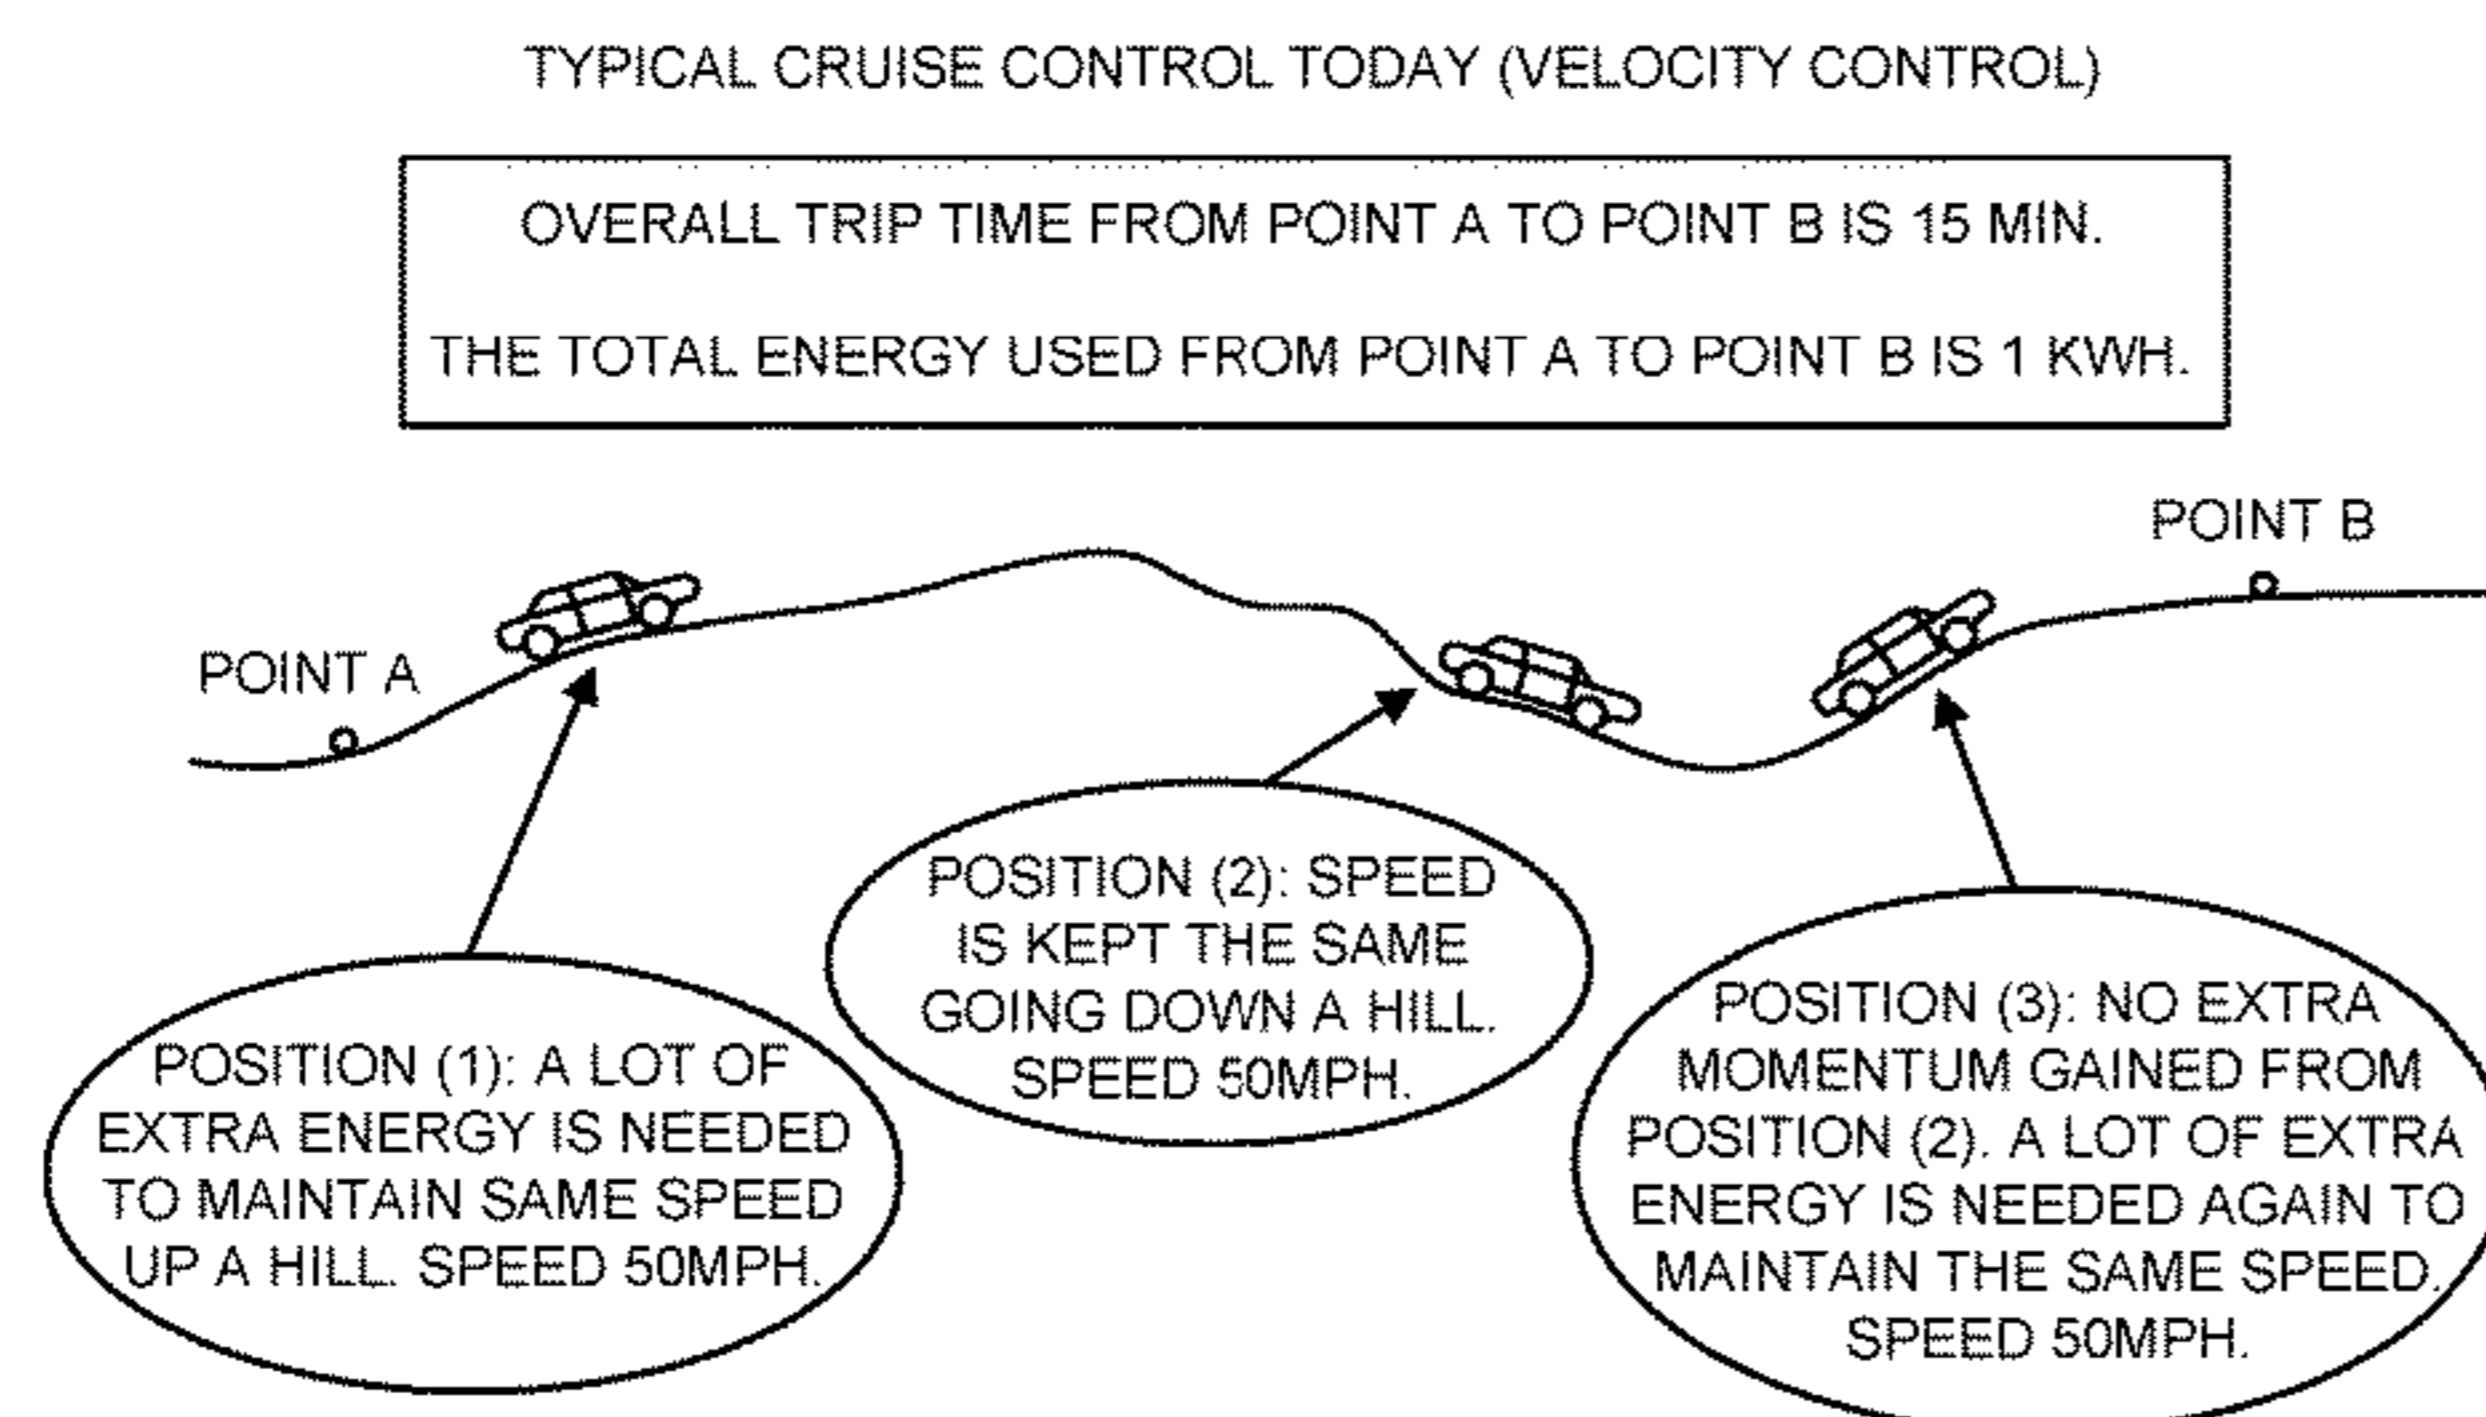 TYPICAL CRUISE CONTROL TODAY (VELOCITY CONTROL)
OVERALL TRIP TIME FROM POINT A TO POINT B IS 15 MIN.
THE TOTAL ENERGY USED FROM POINT A TO POINT B IS 1 KWH.
POINT A
POINT B
POSITION (1): A LOT OF
EXTRA ENERGY IS NEEDED
TO MAINTAIN SAME SPEED
UP A HILL. SPEED 50MPH.
POSITION (2): SPEED
IS KEPT THE SAME
GOING DOWN A HILL.
SPEED 50MPH.
POSITION (3): NO EXTRA
MOMENTUM GAINED FROM
POSITION (2). A LOT OF EXTRA
ENERGY IS NEEDED AGAIN TO
MAINTAIN THE SAME SPEED.
SPEED 50MPH.